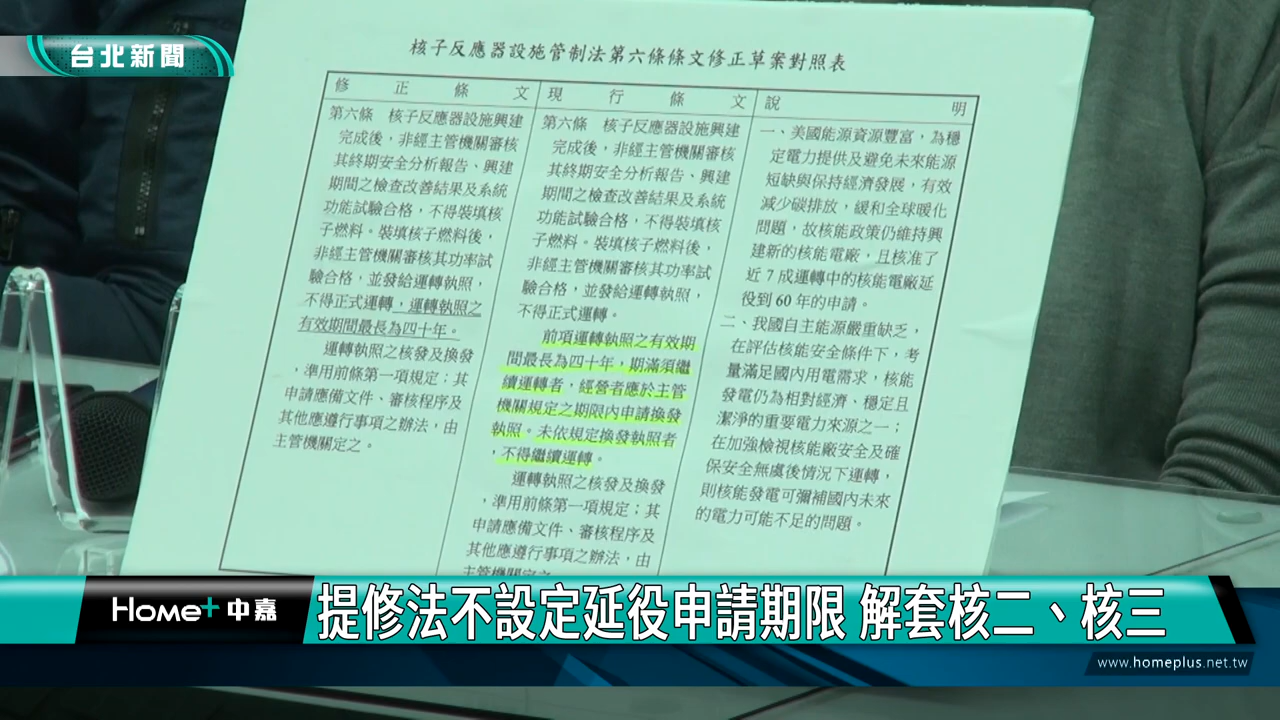 台北新聞
核子反應器設施管制法第六條條文修正草案對照表
修正條文
第六條 核子反應器設施興建
完成後，非經主管機關審核
其終期安全分析報告、興建
期間之檢查改善結果及系統
功能試驗合格，不得裝填核
子燃料。裝填核子燃料後，
非經主管機關審核其功率試
驗合格，並發給運轉執照，
不得正式運轉，運轉執照之
有效期間最長為四十年。
運轉執照之核發及換發
，準用前條第一項規定；其
申請應備文件、審核程序及
其他應遵行事項之辦法，由
主管機關定之。
現行條文
第六條 核子反應器設施興建
完成後，非經主管機關審核
其終期安全分析報告、興建
期間之檢查改善結果及系統
功能試驗合格，不得裝填核
子燃料。裝填核子燃料後，
非經主管機關審核其功率試
驗合格，並發給運轉執照，
不得正式運轉。
前項運轉執照之有效期
間最長為四十年，期滿須繼
續運轉者，經營者應於主管
機關規定之期限內申請換發
執照。未依規定換發執照者
，不得繼續運轉。
運轉執照之核發及換發
，準用前條第一項規定；其
申請應備文件、審核程序及
其他應遵行事項之辦法，由
主管機關定之
說明
一、美國能源資源豐富，為穩
定電力提供及避免未來能源
短缺與保持經濟發展，有效
減少碳排放，緩和全球暖化
問題，故核能政策仍維持興
建新的核能電廠，且核准了
近 7 成運轉中的核能電廠延
役到 60 年的申請。
二、我國自主能源嚴重缺乏，
在評估核能安全條件下，考
量滿足國內用電需求，核能
發電仍為相對經濟、穩定且
潔淨的重要電力來源之一；
在加強檢視核能廠安全及確
保安全無虞後情況下運轉，
則核能發電可彌補國內未來
的電力可能不足的問題。
Home+中嘉
提修法不設定延役申請期限 解套核二、核三
www.homeplus.net.tw